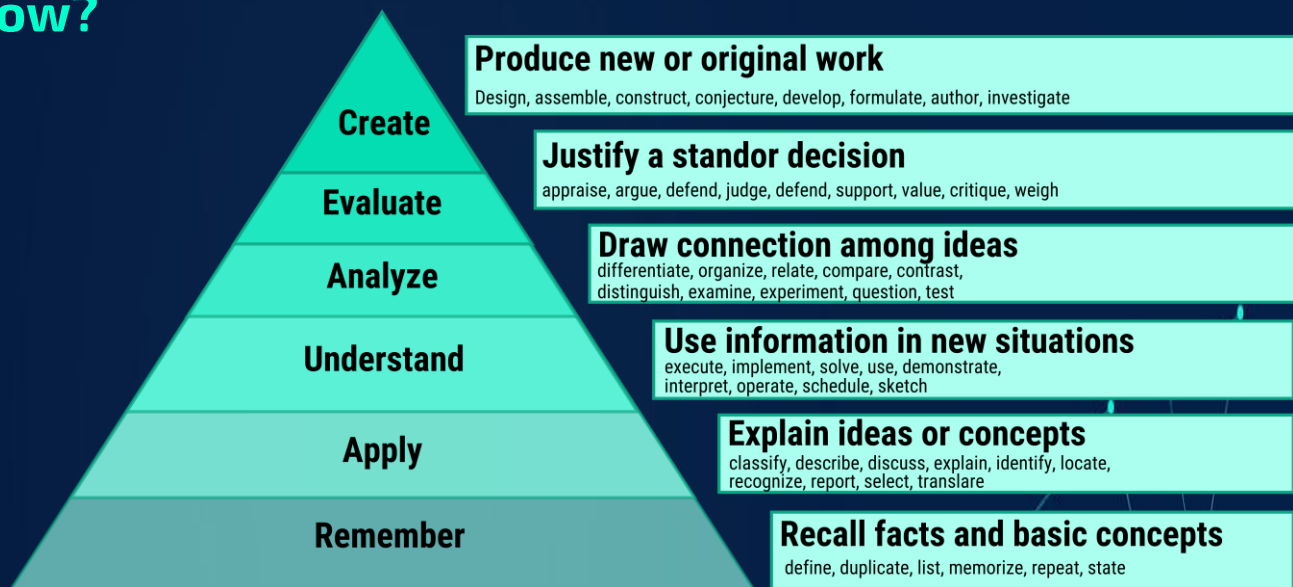 ow?
Create
Produce new or original work
Design, assemble, construct, conjecture, develop, formulate, author, investigate
Evaluate
Justify a standor decision
appraise, argue, defend, judge, defend, support, value, critique, weigh
Analyze
Draw connection among ideas
differentiate, organize, relate, compare, contrast,
distinguish, examine, experiment, question, test
Understand
Use information in new situations
execute, implement, solve, use, demonstrate,
interpret, operate, schedule, sketch
Apply
Explain ideas or concepts
classify, describe, discuss, explain, identify, locate,
recognize, report, select, translare
Remember
Recall facts and basic concepts
define, duplicate, list, memorize, repeat, state